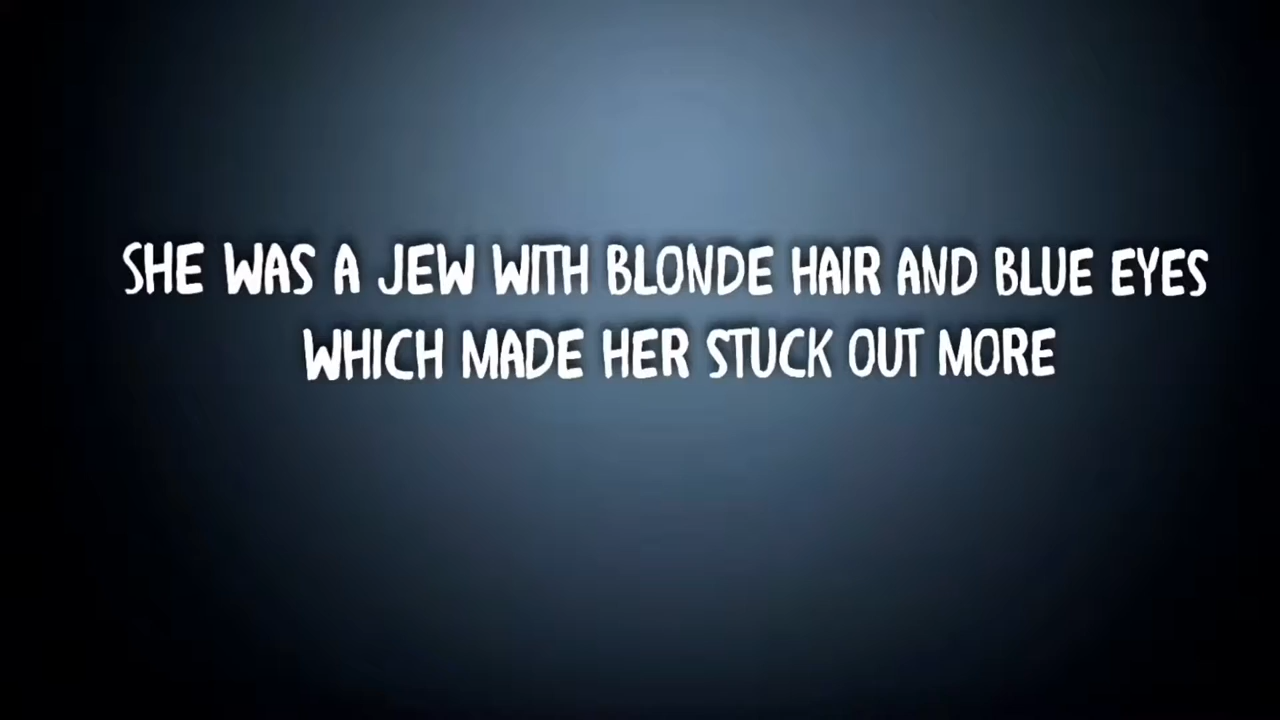 SHE WAS A JEW WITH BLONDE HAIR AND BLUE EYES
WHICH MADE HER STUCK OUT MORE